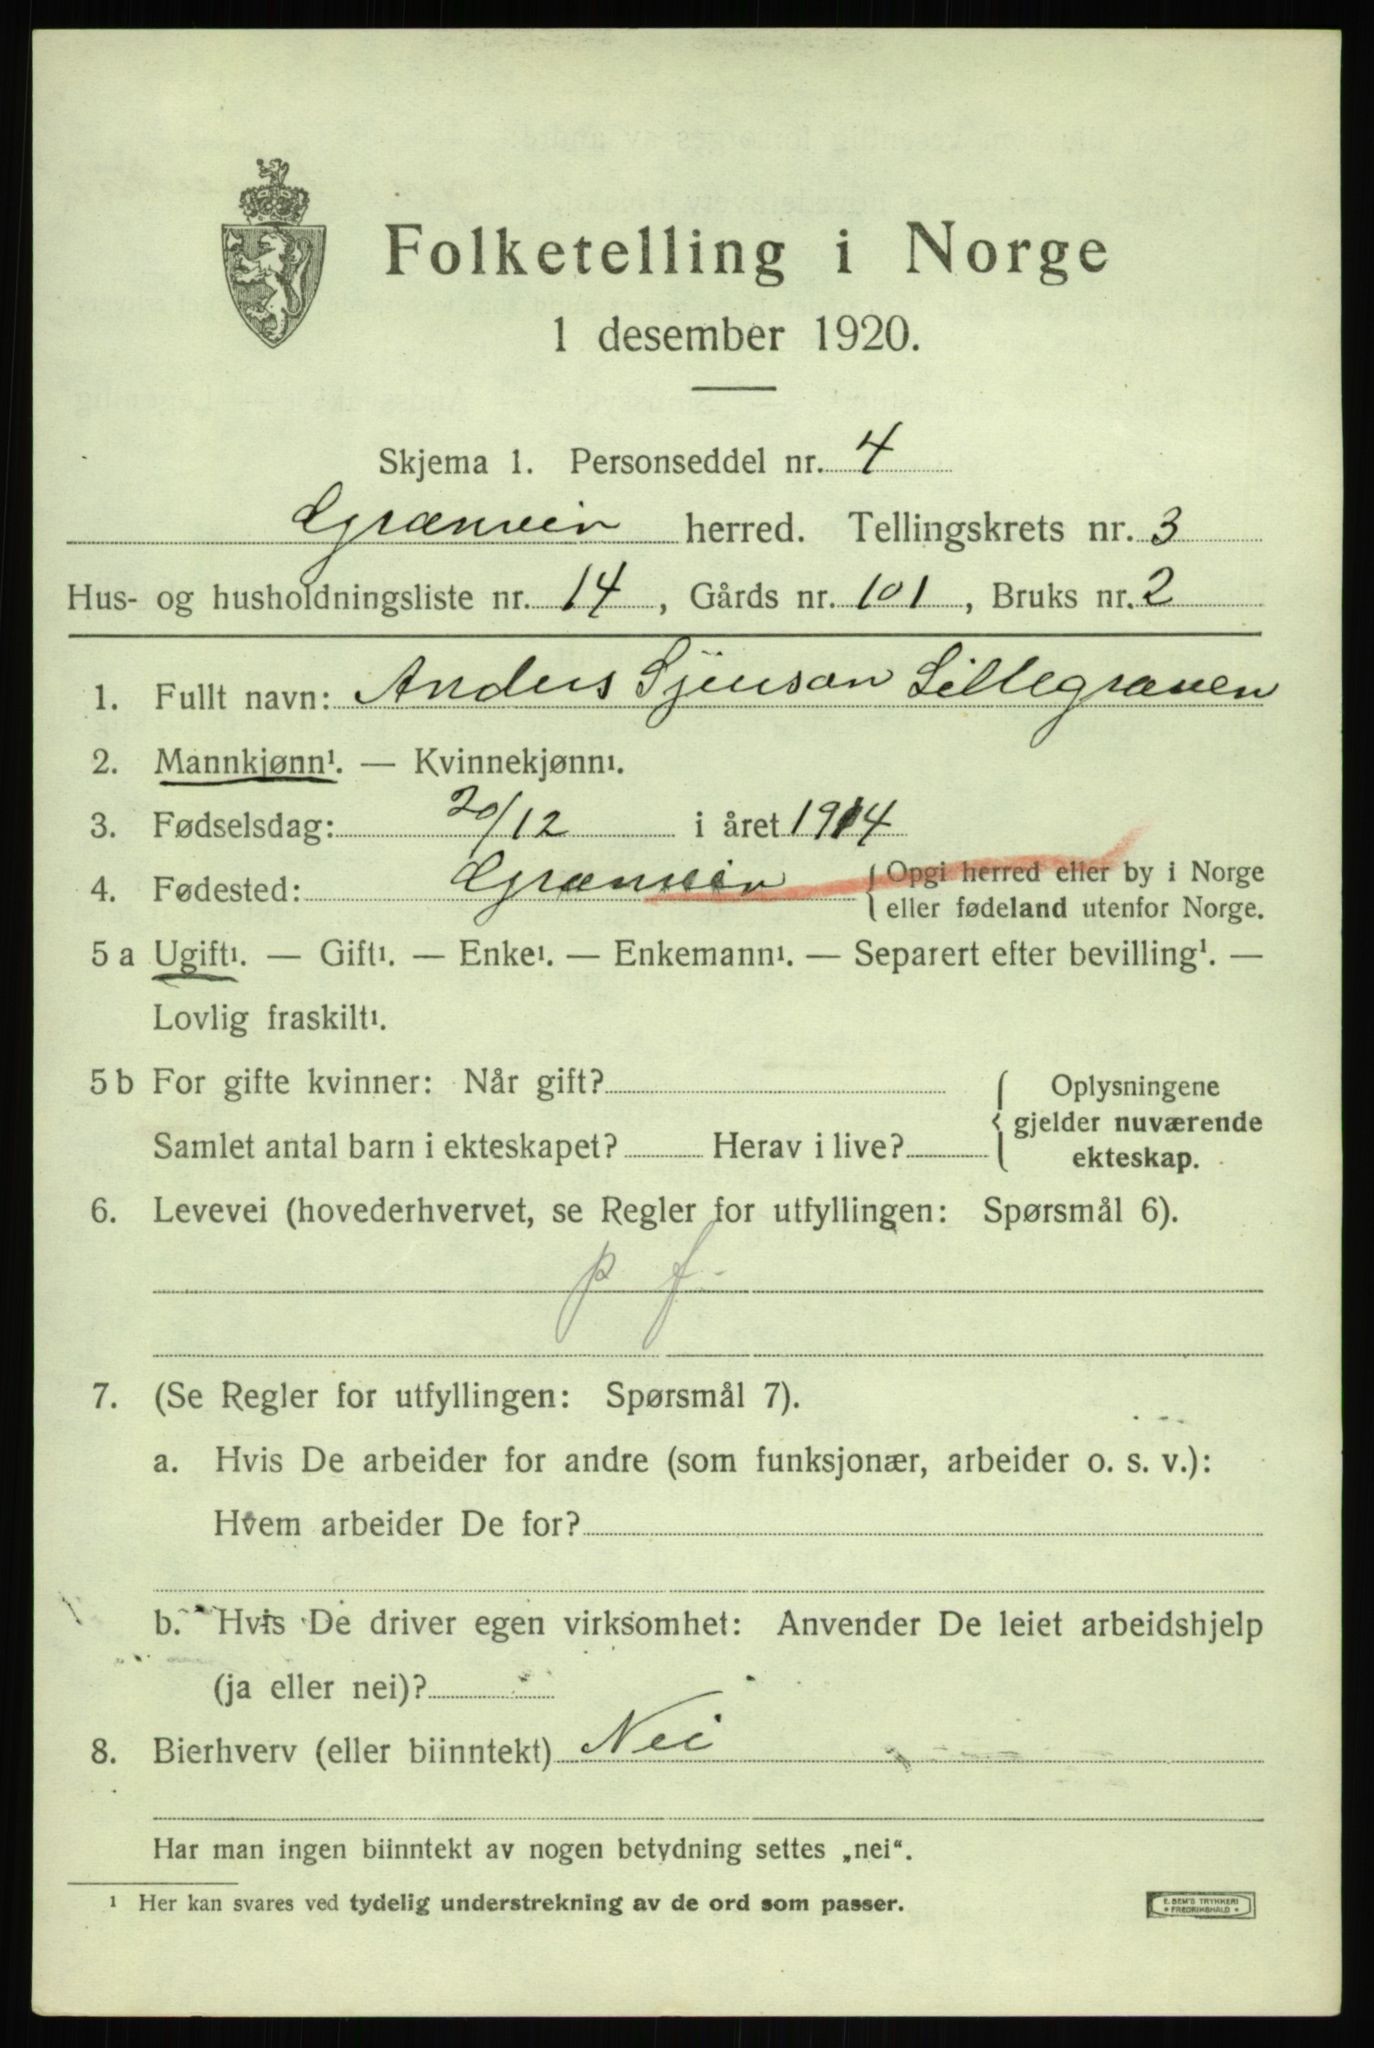 Folketelling i Norge
1 desember 1920.
Skjema 1. Personseddel nr. 4
Granvin herred. Tellingskrets nr. 3
Hus- og husholdningsliste nr. 14, Gårds nr. 101, Bruks nr. 2
1. Fullt navn: Anders Sjurson Lillegraven
2. Mannkjønn¹. — Kvinnekjønn¹.
3. Fødselsdag: 20/12 i året 1914
4. Fødested: Granvin { Opgi herred eller by i Norge
eller fødeland utenfor Norge.
5 a Ugift¹. — Gift¹. — Enke¹. — Enkemann¹. — Separert efter bevilling¹. —
Lovlig fraskilt¹.
5 b For gifte kvinner: Når gift? { Oplysningene
gjelder nuværende
Samlet antal barn i ekteskapet? Herav i live?
ekteskap.
6. Levevei (hovederhvervet, se Regler for utfyllingen: Spørsmål 6).
p f.
7. (Se Regler for utfyllingen: Spørsmål 7).
a. Hvis De arbeider for andre (som funksjonær, arbeider o. s. v.):
Hvem arbeider De for?
b. Hvis De driver egen virksomhet: Anvender De leiet arbeidshjelp
(ja eller nei)?
8. Bierhverv (eller biinntekt) Nei
Har man ingen biinntekt av nogen betydning settes „nei“.
¹ Her kan svares ved tydelig understrekning av de ord som passer.
E. SEM'S TRYKKERI
FREDRIKSHALD